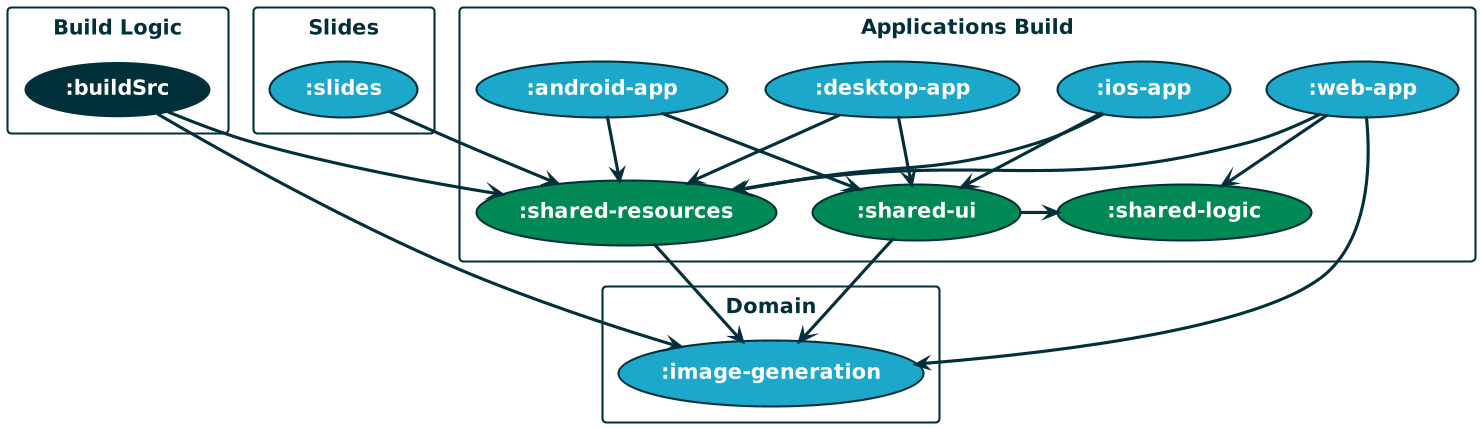 Build Logic
Slides
Applications Build
:buildSrc
:slides
:android-app
:desktop-app
:ios-app
:web-app
:shared-resources
:shared-ui
:shared-logic
Domain
:image-generation